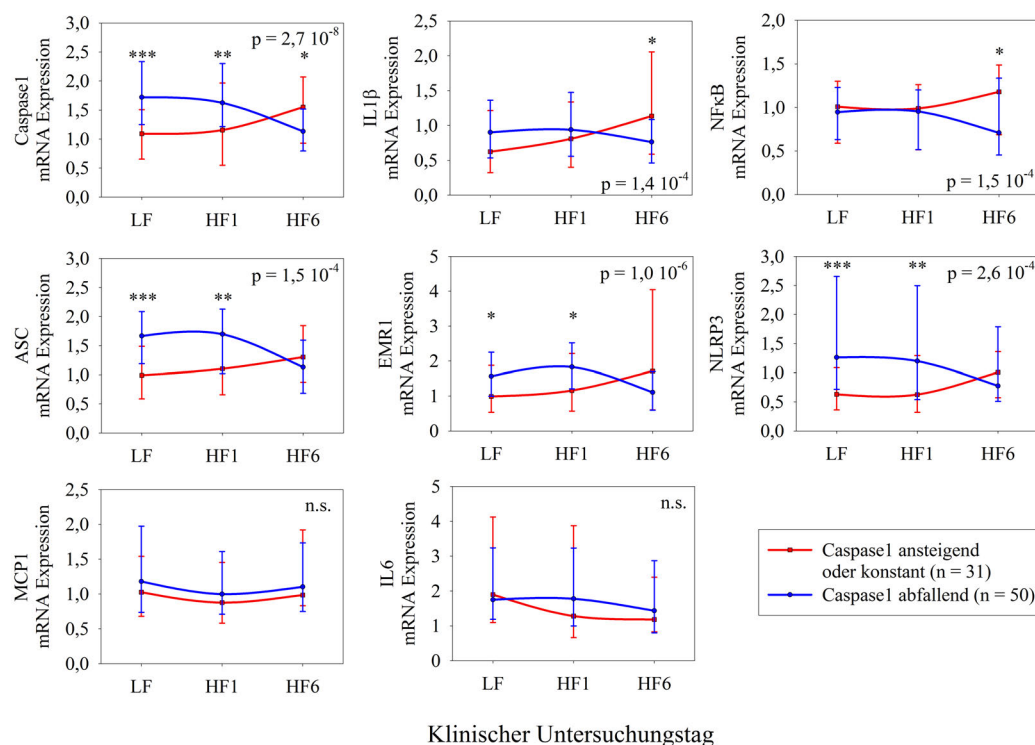 Caspase1
mRNA Expression
3,0
2,5
2,0
1,5
1,0
0,5
0,0
***
**
*
p = 2,7 10-8
LF
HF1
HF6
IL1β
mRNA Expression
2,5
2,0
1,5
1,0
0,5
0,0
*
p = 1,4 10-4
LF
HF1
HF6
NFκB
mRNA Expression
2,0
1,5
1,0
0,5
0,0
*
p = 1,5 10-4
LF
HF1
HF6
ASC
mRNA Expression
3,0
2,5
2,0
1,5
1,0
0,5
0,0
***
**
p = 1,5 10-4
LF
HF1
HF6
EMR1
mRNA Expression
5
4
3
2
1
0
*
*
p = 1,0 10-6
LF
HF1
HF6
NLRP3
mRNA Expression
3,0
2,5
2,0
1,5
1,0
0,5
0,0
***
**
p = 2,6 10-4
LF
HF1
HF6
MCP1
mRNA Expression
2,5
2,0
1,5
1,0
0,5
0,0
n.s.
LF
HF1
HF6
IL6
mRNA Expression
5
4
3
2
1
0
n.s.
LF
HF1
HF6
Caspase1 ansteigend
oder konstant (n = 31)
Caspase1 abfallend (n = 50)
Klinischer Untersuchungstag